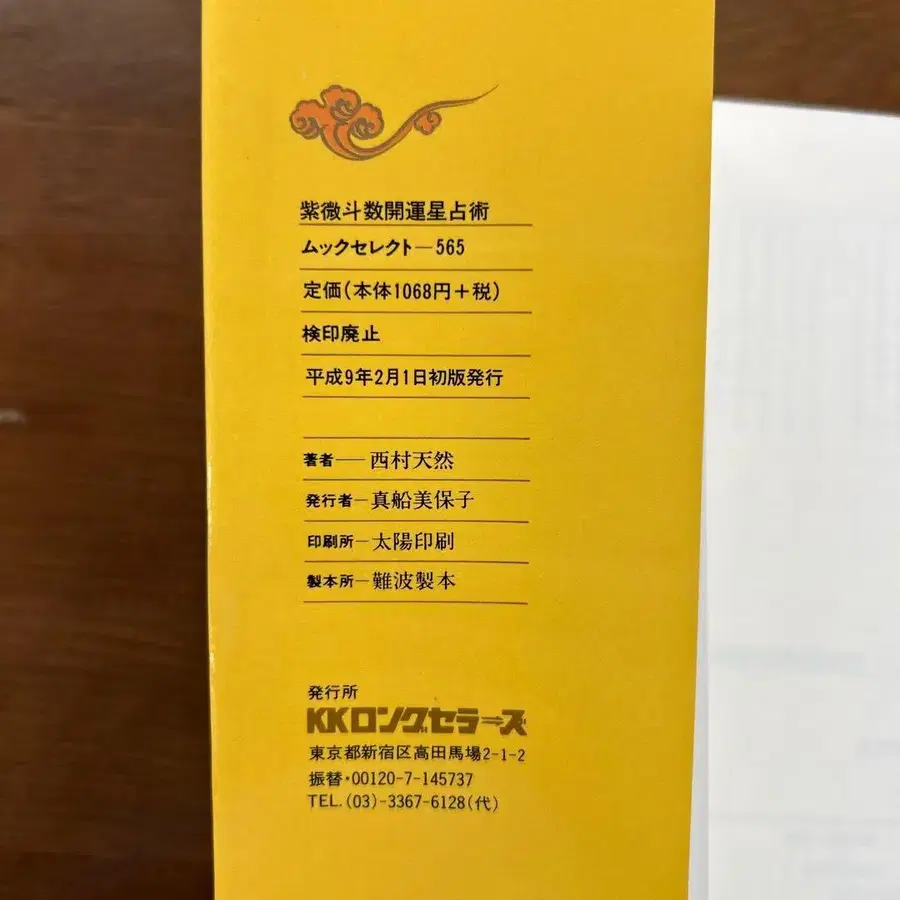 紫微斗数開運星占術
ムックセレクト―565
定価(本体1068円+税)
検印廃止
平成9年2月1日初版発行
著者―西村天然
発行者―真船美保子
印刷所―太陽印刷
製本所―難波製本
発行所
KKロングセラーズ
東京都新宿区高田馬場2-1-2
振替・00120-7-145737
TEL.(03)-3367-6128(代)